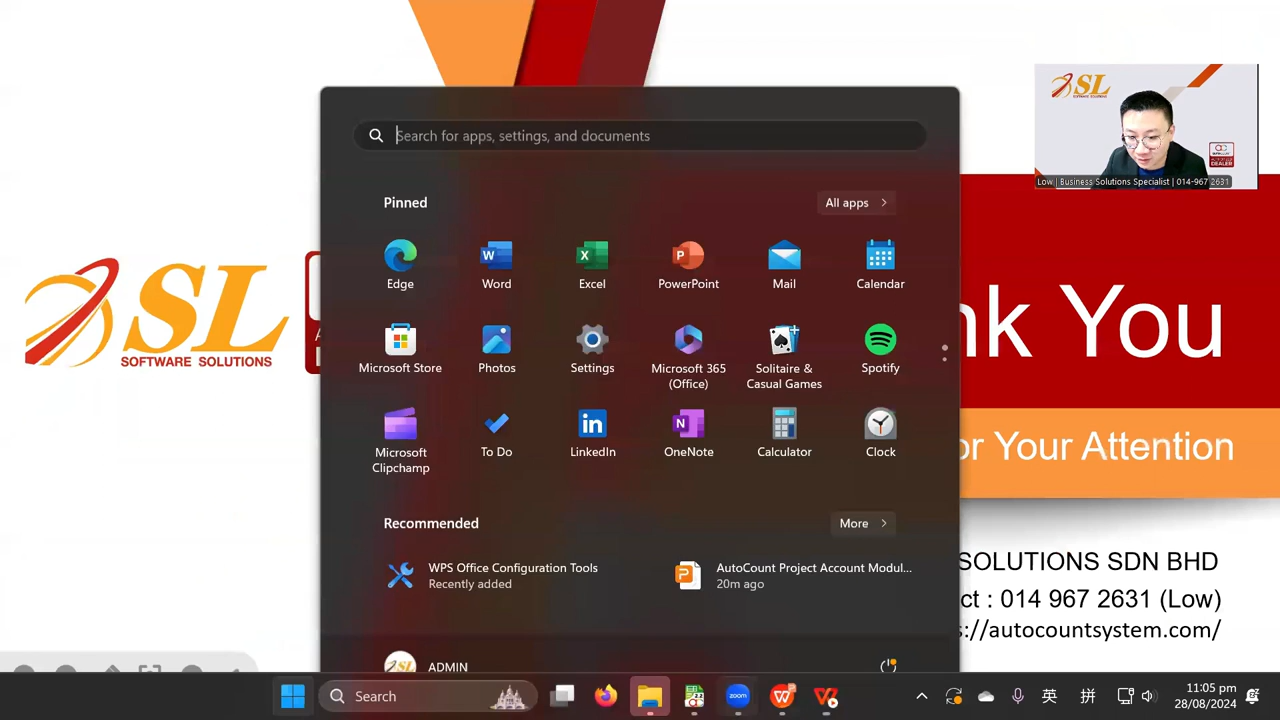 Search for apps, settings, and documents
Pinned
All apps
Edge
Word
Excel
PowerPoint
Mail
Calendar
Microsoft Store
Photos
Settings
Microsoft 365
(Office)
Solitaire &
Casual Games
Spotify
Microsoft
Clipchamp
To Do
LinkedIn
OneNote
Calculator
Clock
Recommended
More
WPS Office Configuration Tools
Recently added
AutoCount Project Account Modul...
20m ago
ADMIN
SL
SOFTWARE SOLUTIONS
SL
Low | Business Solutions Specialist | 014-967 2631
DEALER
nk You
or Your Attention
SOLUTIONS SDN BHD
ct : 014 967 2631 (Low)
s://autocountsystem.com/
Search
zoom
英
拼
11:05 pm
28/08/2024